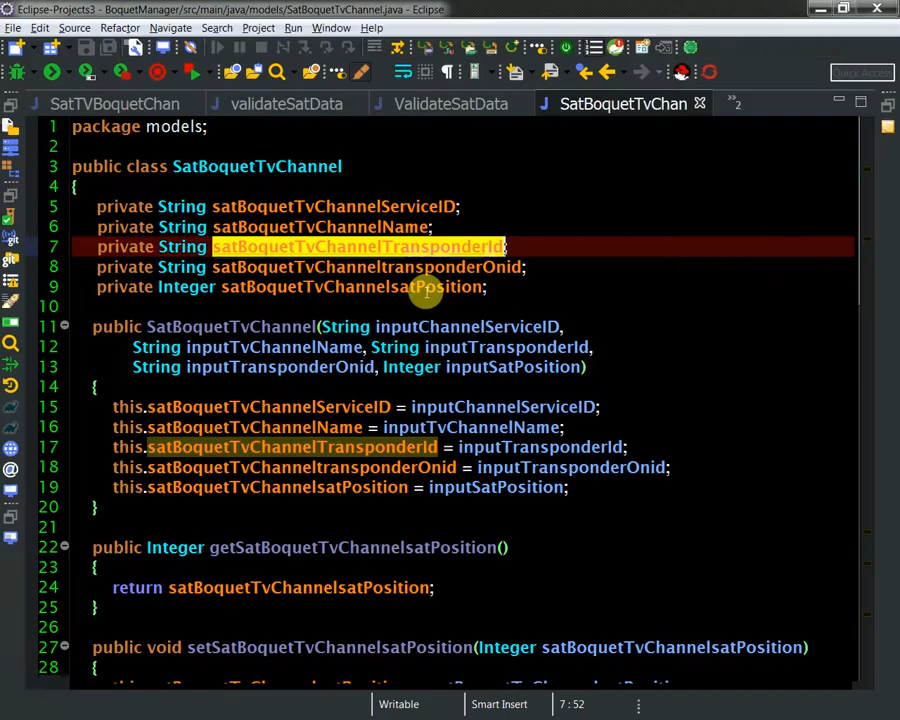 Eclipse-Projects3 - BoquetManager/src/main/java/models/SatBoquetTvChannel.java - Eclipse
File Edit Source Refactor Navigate Search Project Run Window Help
Quick Access
SatTVBoquetChan validateSatData ValidateSatData SatBoquetTvChan »2
1 package models;
2
3 public class SatBoquetTvChannel
4 {
5 private String satBoquetTvChannelServiceID;
6 private String satBoquetTvChannelName;
7 private String satBoquetTvChannelTransponderId;
8 private String satBoquetTvChanneltransponderOnid;
9 private Integer satBoquetTvChannelsatPosition;
10
11 public SatBoquetTvChannel(String inputChannelServiceID,
12 String inputTvChannelName, String inputTransponderId,
13 String inputTransponderOnid, Integer inputSatPosition)
14 {
15 this.satBoquetTvChannelServiceID = inputChannelServiceID;
16 this.satBoquetTvChannelName = inputTvChannelName;
17 this.satBoquetTvChannelTransponderId = inputTransponderId;
18 this.satBoquetTvChanneltransponderOnid = inputTransponderOnid;
19 this.satBoquetTvChannelsatPosition = inputSatPosition;
20 }
21
22 public Integer getSatBoquetTvChannelsatPosition()
23 {
24 return satBoquetTvChannelsatPosition;
25 }
26
27 public void setSatBoquetTvChannelsatPosition(Integer satBoquetTvChannelsatPosition)
28 {
Writable Smart Insert 7 : 52